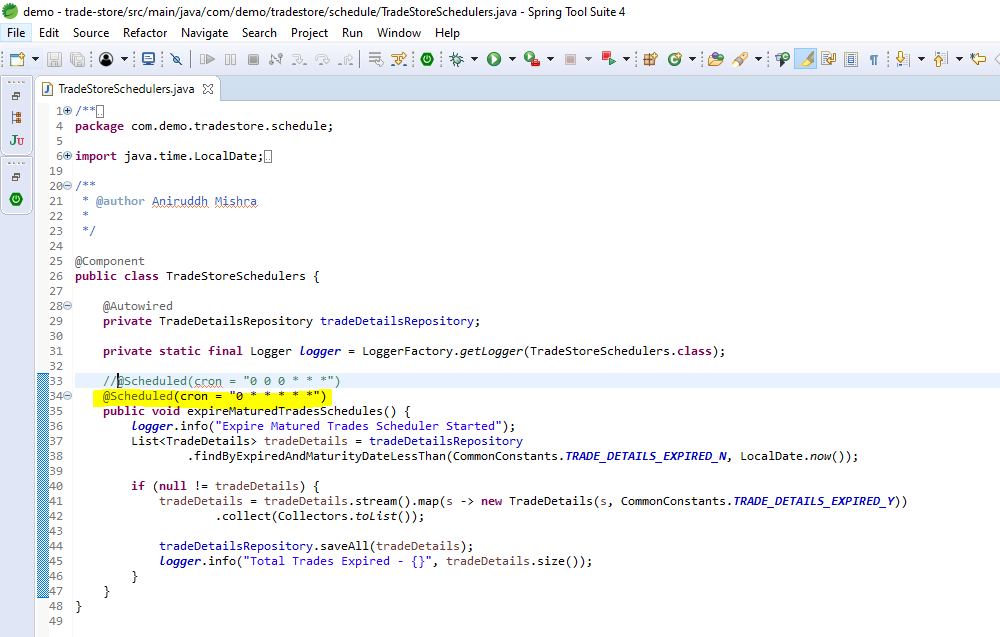 demo - trade-store/src/main/java/com/demo/tradestore/schedule/TradeStoreSchedulers.java - Spring Tool Suite 4
File Edit Source Refactor Navigate Search Project Run Window Help
TradeStoreSchedulers.java
1 /**
4 package com.demo.tradestore.schedule;
5
6 import java.time.LocalDate;
19
20 /**
21 * @author Aniruddh Mishra
22 *
23 */
24
25 @Component
26 public class TradeStoreSchedulers {
27
28 @Autowired
29 private TradeDetailsRepository tradeDetailsRepository;
30
31 private static final Logger logger = LoggerFactory.getLogger(TradeStoreSchedulers.class);
32
33 //@Scheduled(cron = "0 0 0 * * *")
34 @Scheduled(cron = "0 * * * * *")
35 public void expireMaturedTradesSchedules() {
36 logger.info("Expire Matured Trades Scheduler Started");
37 List<TradeDetails> tradeDetails = tradeDetailsRepository
38 .findByExpiredAndMaturityDateLessThan(CommonConstants.TRADE_DETAILS_EXPIRED_N, LocalDate.now());
39
40 if (null != tradeDetails) {
41 tradeDetails = tradeDetails.stream().map(s -> new TradeDetails(s, CommonConstants.TRADE_DETAILS_EXPIRED_Y))
42 .collect(Collectors.toList());
43
44 tradeDetailsRepository.saveAll(tradeDetails);
45 logger.info("Total Trades Expired - {}", tradeDetails.size());
46 }
47 }
48 }
49